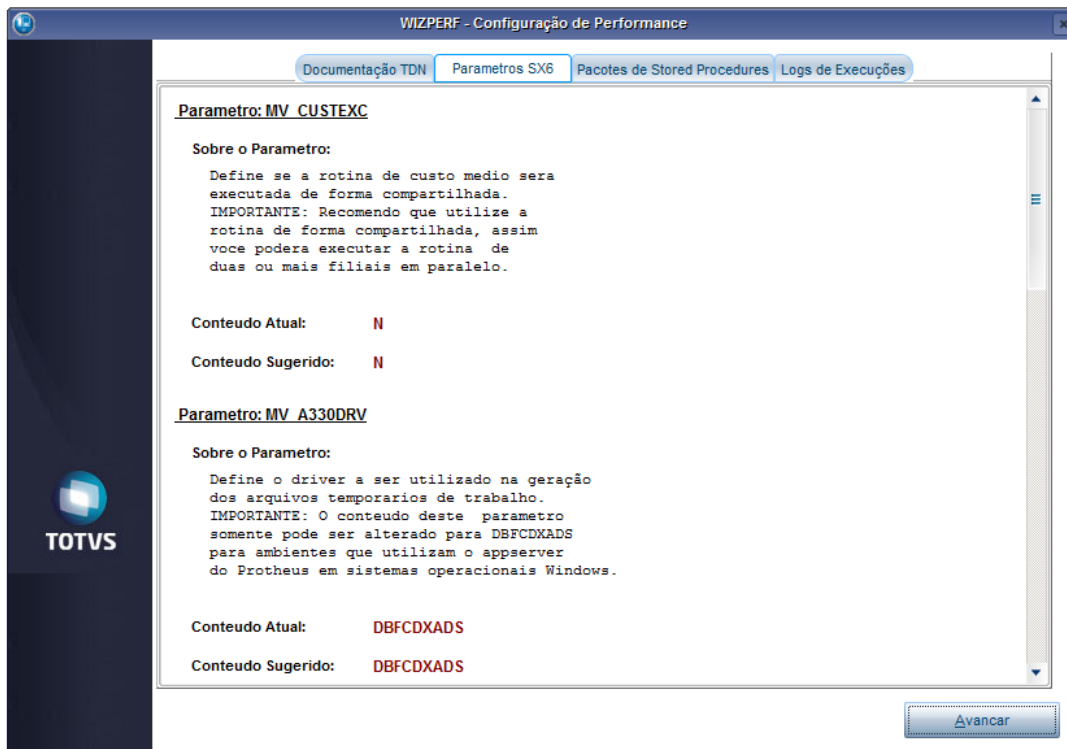 WIZPERF - Configuração de Performance
Documentação TDN Parametros SX6 Pacotes de Stored Procedures Logs de Execuções
Parametro: MV_CUSTEXC
Sobre o Parametro:
Define se a rotina de custo medio sera
executada de forma compartilhada.
IMPORTANTE: Recomendo que utilize a
rotina de forma compartilhada, assim
voce podera executar a rotina de
duas ou mais filiais em paralelo.
Conteudo Atual: N
Conteudo Sugerido: N
Parametro: MV_A330DRV
Sobre o Parametro:
Define o driver a ser utilizado na geração
dos arquivos temporarios de trabalho.
IMPORTANTE: O conteudo deste parametro
somente pode ser alterado para DBFCDXADS
para ambientes que utilizam o appserver
do Protheus em sistemas operacionais Windows.
Conteudo Atual: DBFCDXADS
Conteudo Sugerido: DBFCDXADS
TOTVS
Avancar